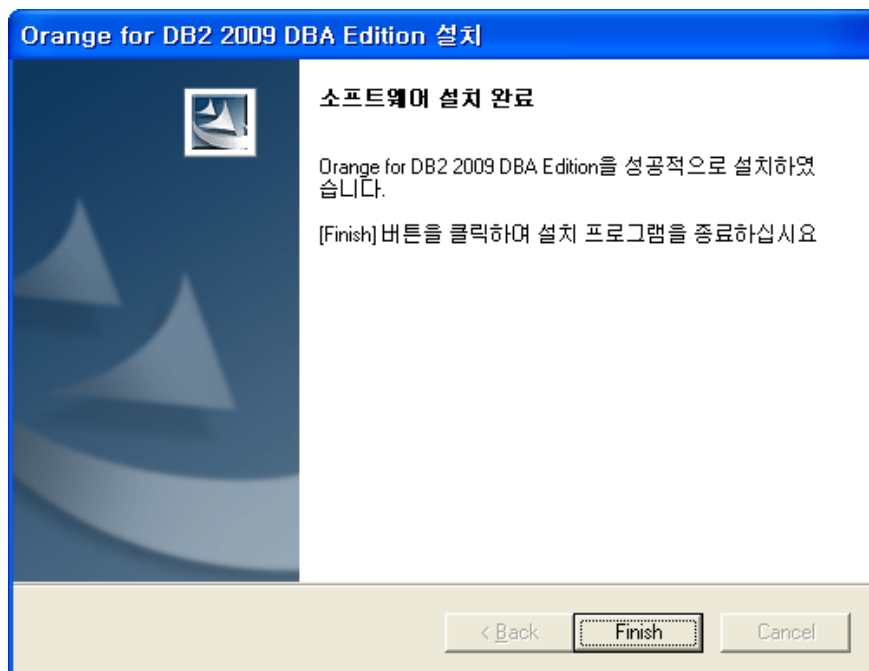 Orange for DB2 2009 DBA Edition 설치
소프트웨어 설치 완료
Orange for DB2 2009 DBA Edition을 성공적으로 설치하였
습니다.
[Finish] 버튼을 클릭하여 설치 프로그램을 종료하십시요
< Back
Finish
Cancel